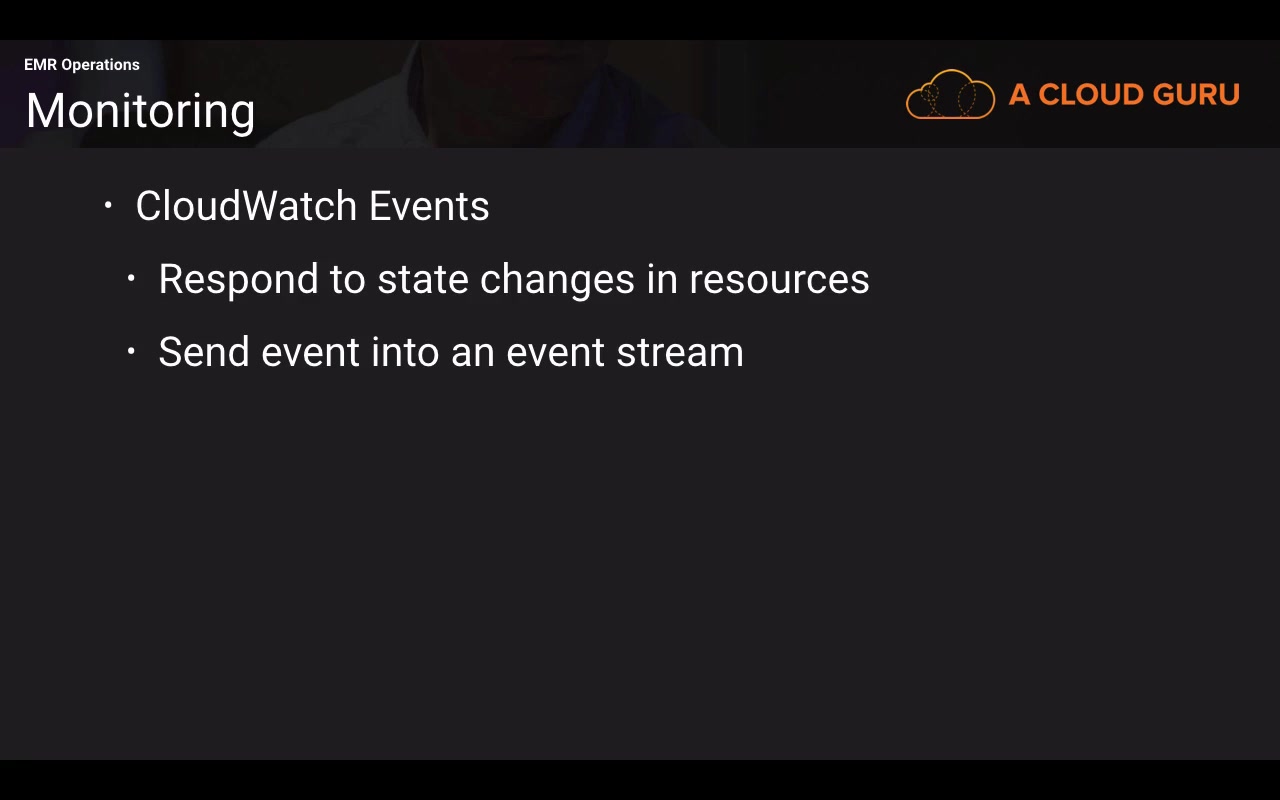 EMR Operations
Monitoring
A CLOUD GURU
• CloudWatch Events
• Respond to state changes in resources
• Send event into an event stream